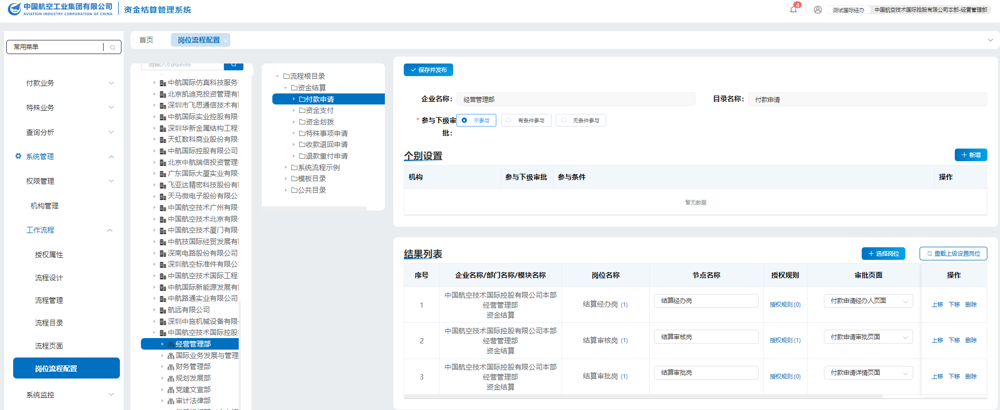 中国航空工业集团有限公司
AVIATION INDUSTRY CORPORATION OF CHINA
资金结算管理系统
4
测试国际经办
中国航空技术国际控股有限公司本部-经营管理部
常用菜单
付款业务
特殊业务
查询分析
系统管理
权限管理
机构管理
工作流程
授权属性
流程设计
流程管理
流程目录
流程页面
岗位流程配置
系统监控
首页
岗位流程配置
请输入机构名称
中航国际仿真科技服务
北京凯迪克投资管理有
深圳市飞思通信技术有
中航国际实业控股有限
深圳华新金属结构工程
天虹数科商业股份有限
中航国际控股有限公司
北京中航瑞信投资管理
广东国际大厦实业有限
飞亚达精密科技股份有
天马微电子股份有限公
中国航空技术广州有限
中国航空技术北京有限
中国航空技术厦门有限
中航技国际经贸发展有
深南电路股份有限公司
深圳航空标准件有限公
中国航空技术国际工程
中航国际新能源发展有
中航路通实业有限公司
航远有限公司
深圳中施机械设备有限
中国航空技术国际控股
经营管理部
国际业务发展与管理
财务管理部
规划发展部
党建文宣部
审计法律部
流程根目录
资金结算
付款申请
资金支付
资金划拨
特殊事项申请
收款退回申请
退款重付申请
系统流程示例
模板目录
公共目录
保存并发布
企业名称： 经营管理部 目录名称： 付款申请
* 参与下级审批： 不参与 有条件参与 无条件参与
个别设置
新增
机构 参与下级审批 参与条件 操作
暂无数据
结果列表
选择岗位 重载上级设置岗位
序号 企业名称/部门名称/模块名称 岗位名称 节点名称 授权规则 审批页面 操作
中国航空技术国际控股有限公司本部
1 经营管理部 结算经办岗 (1) 结算经办岗 授权规则(0) 付款申请经办人页面 上移 下移 删除
资金结算
中国航空技术国际控股有限公司本部
2 经营管理部 结算审核岗 (1) 结算审核岗 授权规则(1) 付款申请审批页面 上移 下移 删除
资金结算
中国航空技术国际控股有限公司本部
3 经营管理部 结算审批岗 (1) 结算审批岗 授权规则(0) 付款申请详情页面 上移 下移 删除
资金结算